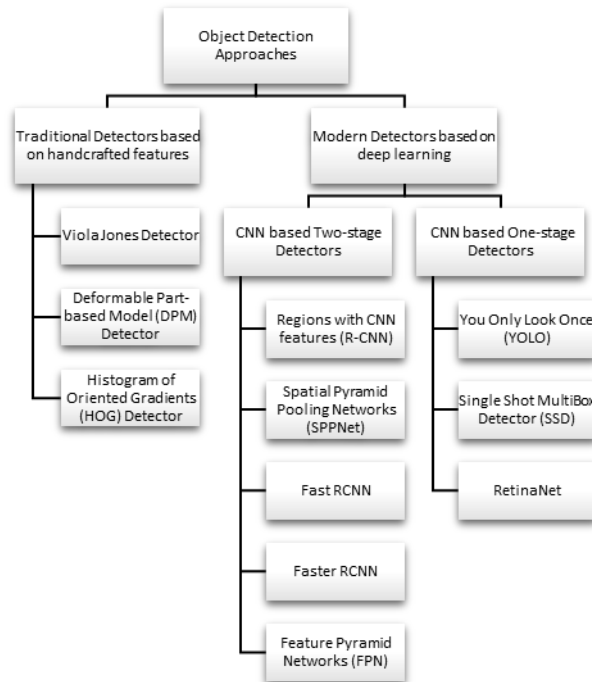 Object Detection
Approaches
Traditional Detectors based
on handcrafted features
Modern Detectors based on
deep learning
Viola Jones Detector
Deformable Part-
based Model (DPM)
Detector
Histogram of
Oriented Gradients
(HOG) Detector
CNN based Two-stage
Detectors
Regions with CNN
features (R-CNN)
Spatial Pyramid
Pooling Networks
(SPPNet)
Fast RCNN
Faster RCNN
Feature Pyramid
Networks (FPN)
CNN based One-stage
Detectors
You Only Look Once
(YOLO)
Single Shot MultiBox
Detector (SSD)
RetinaNet